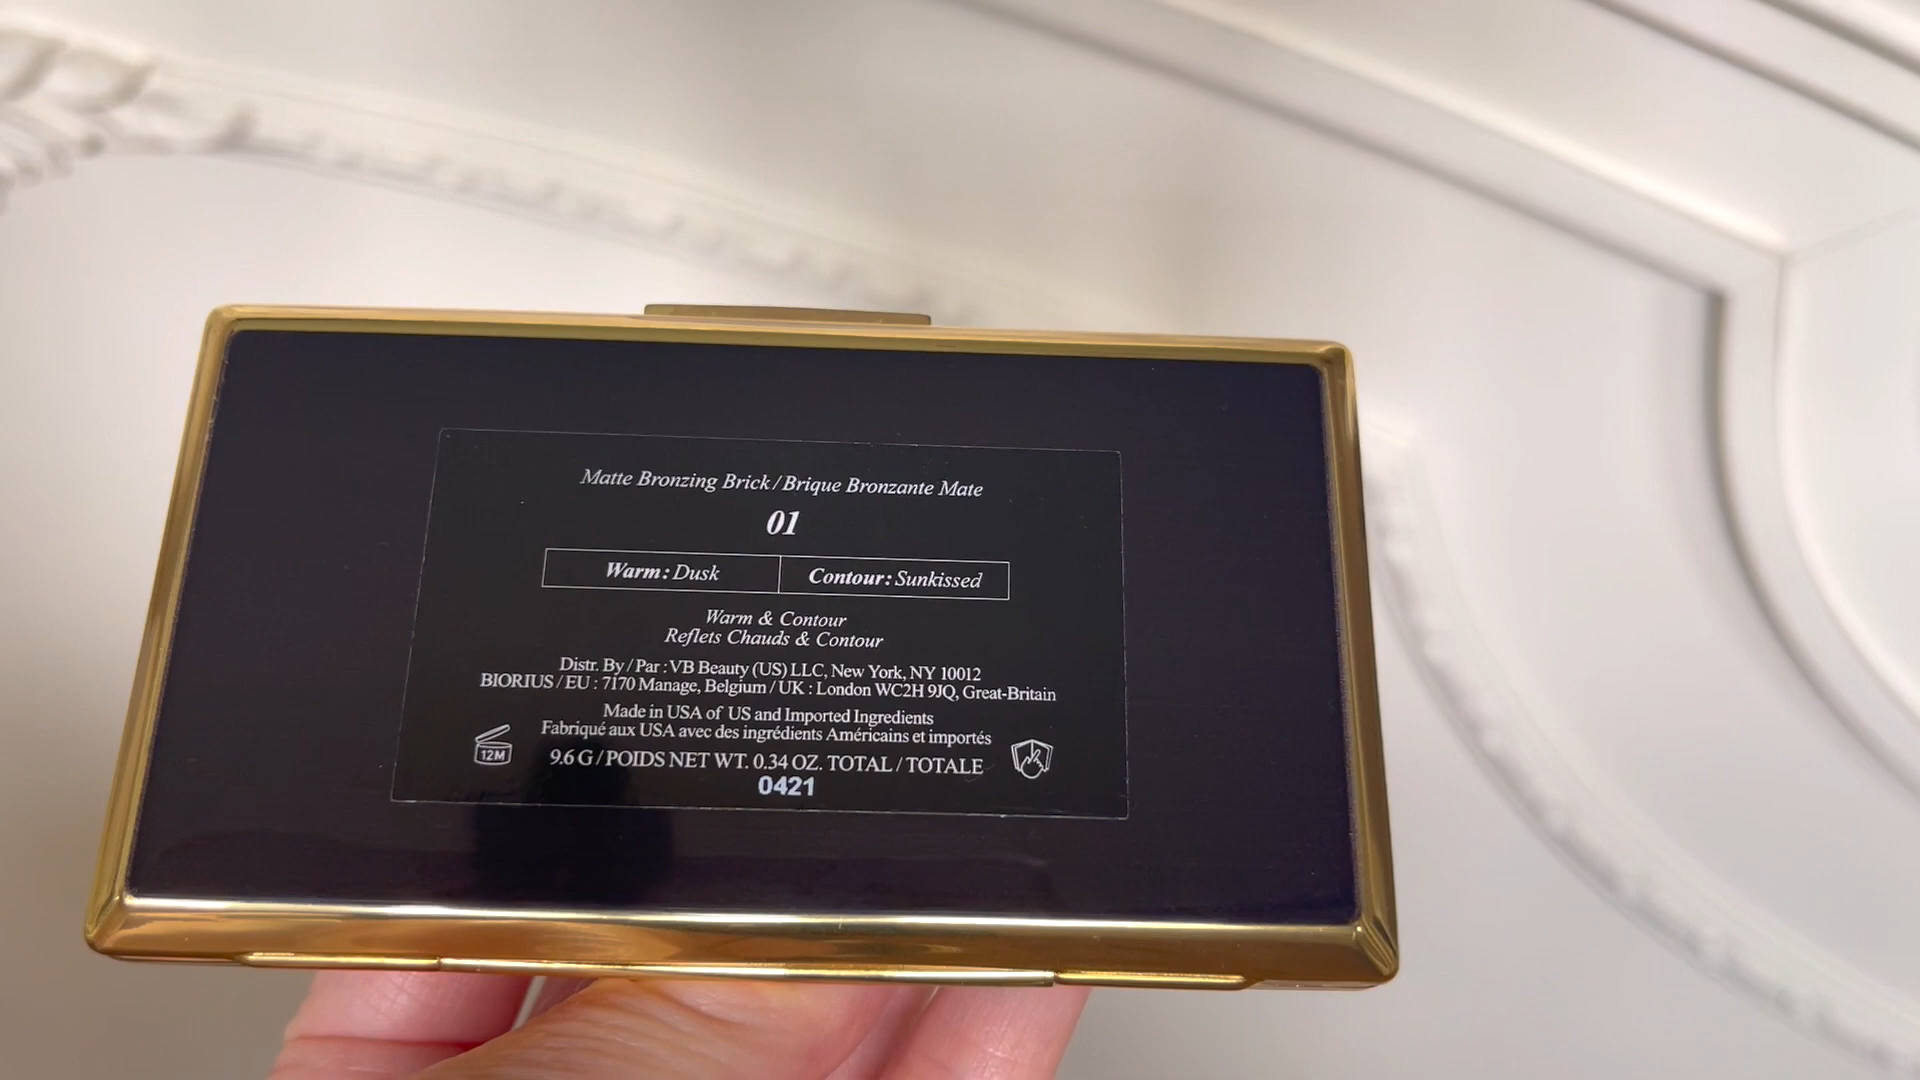 Matte Bronzing Brick / Brique Bronzante Mate
01
Warm: Dusk
Contour: Sunkissed
Warm & Contour
Reflets Chauds & Contour
Distr. By / Par : VB Beauty (US) LLC, New York, NY 10012
BIORIUS / EU : 7170 Manage, Belgium / UK : London WC2H 9JQ, Great-Britain
Made in USA of US and Imported Ingredients
Fabriqué aux USA avec des ingrédients Américains et importés
12M
9.6 G / POIDS NET WT. 0.34 OZ. TOTAL / TOTALE
0421